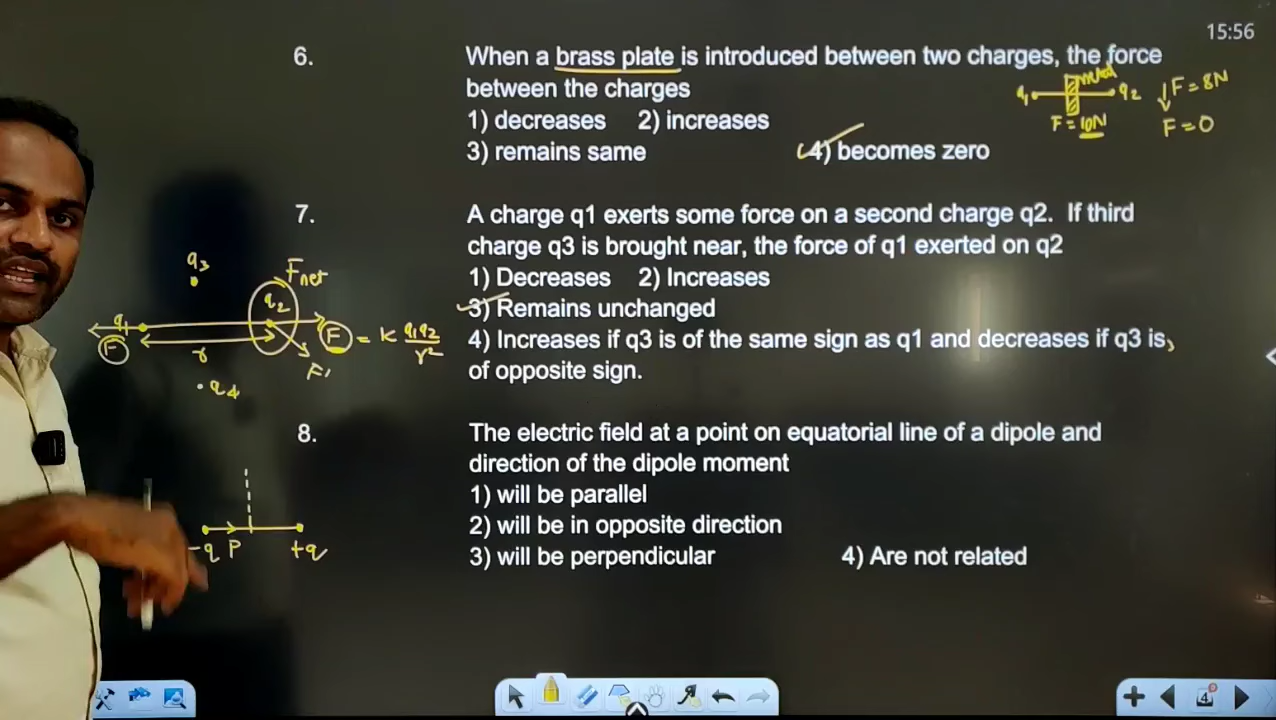 15:56
6.
When a brass plate is introduced between two charges, the force
between the charges
1) decreases 2) increases
3) remains same 4) becomes zero
q1 metal q2
F = 10N
F = 8N
F = 0
7.
A charge q1 exerts some force on a second charge q2. If third
charge q3 is brought near, the force of q1 exerted on q2
1) Decreases 2) Increases
3) Remains unchanged
4) Increases if q3 is of the same sign as q1 and decreases if q3 is
of opposite sign.
q3
Fnet
q1 q2
F r F = K q1q2/r2
F1
q4
8.
The electric field at a point on equatorial line of a dipole and
direction of the dipole moment
1) will be parallel
2) will be in opposite direction
3) will be perpendicular 4) Are not related
-q P +q
4